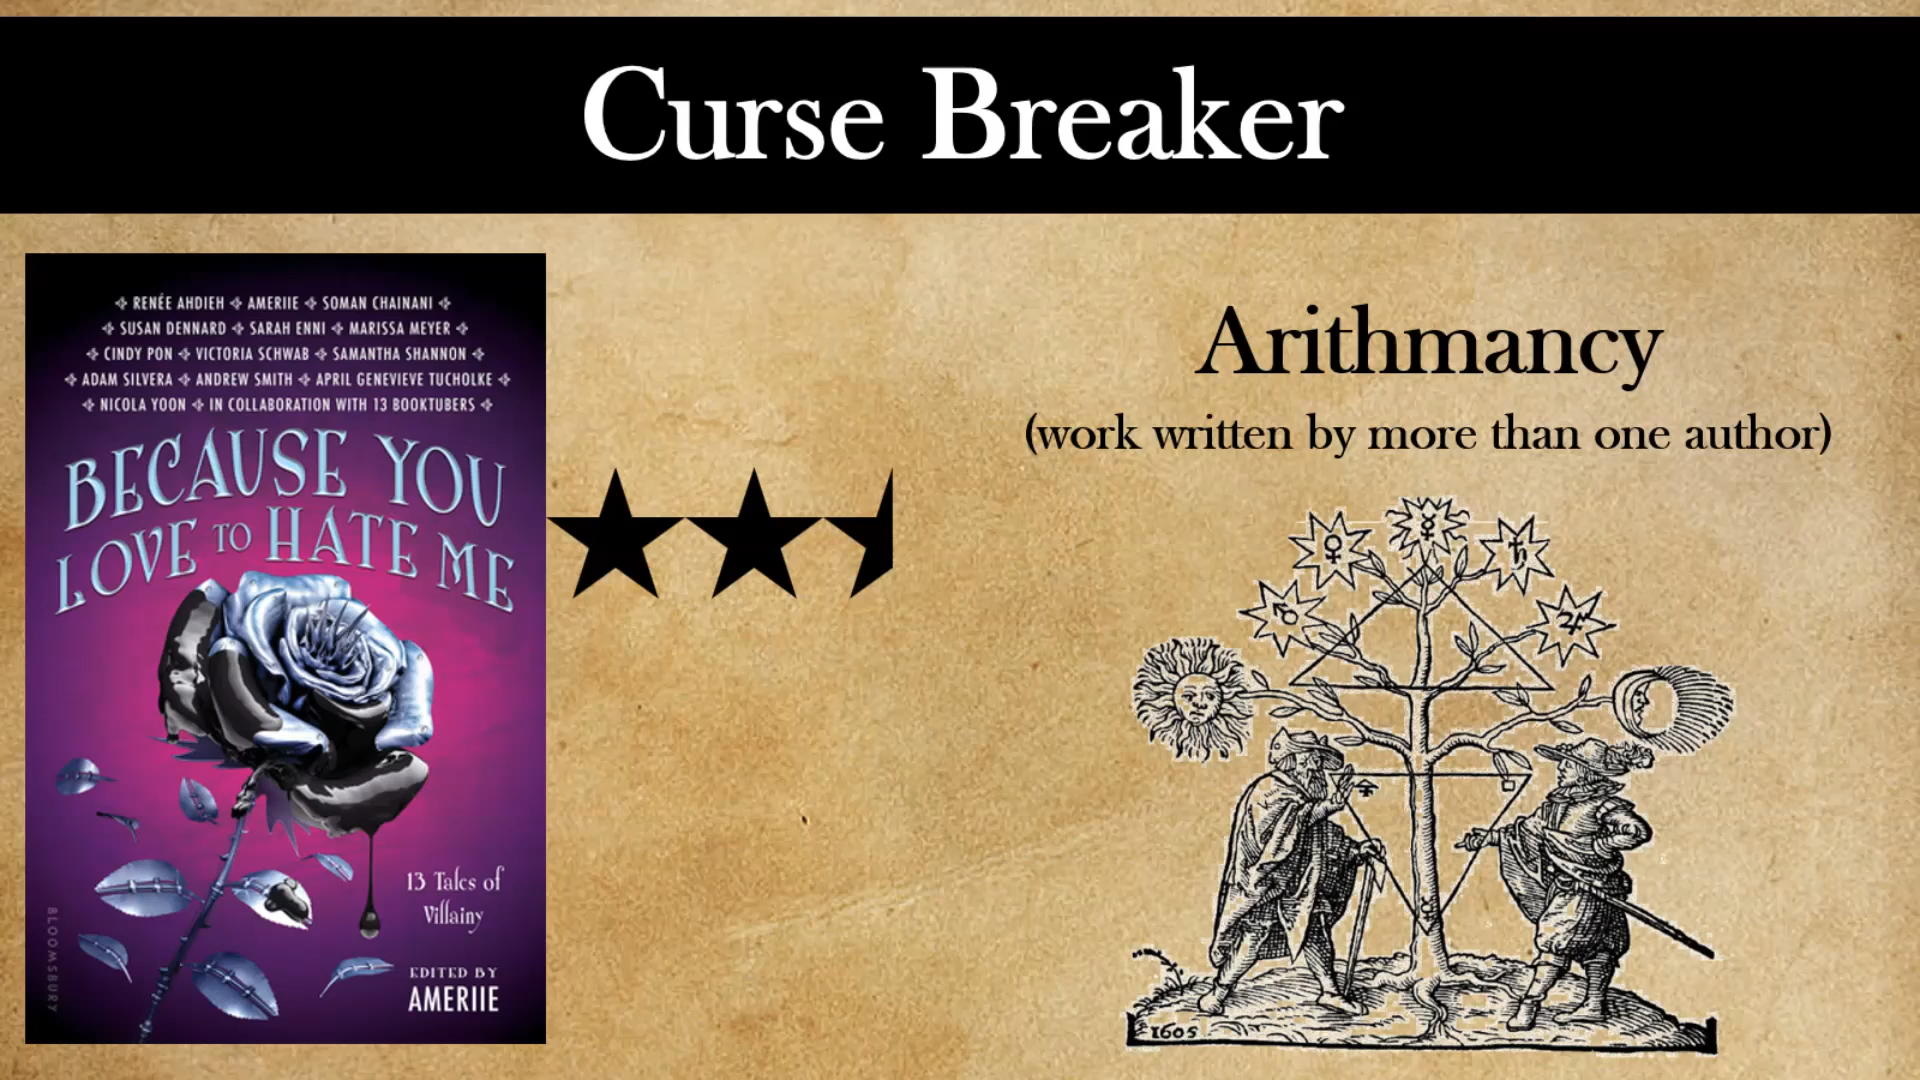 Curse Breaker
RENÉE AHDIEH AMERIIE SOMAN CHAINANI
SUSAN DENNARD SARAH ENNI MARISSA MEYER
CINDY PON VICTORIA SCHWAB SAMANTHA SHANNON
ADAM SILVERA ANDREW SMITH APRIL GENEVIEVE TUCHOLKE
NICOLA YOON IN COLLABORATION WITH 13 BOOKTUBERS
BECAUSE YOU
LOVE TO HATE ME
13 Tales of
Villainy
EDITED BY
AMERIIE
BLOOMSBURY
Arithmancy
(work written by more than one author)
1605